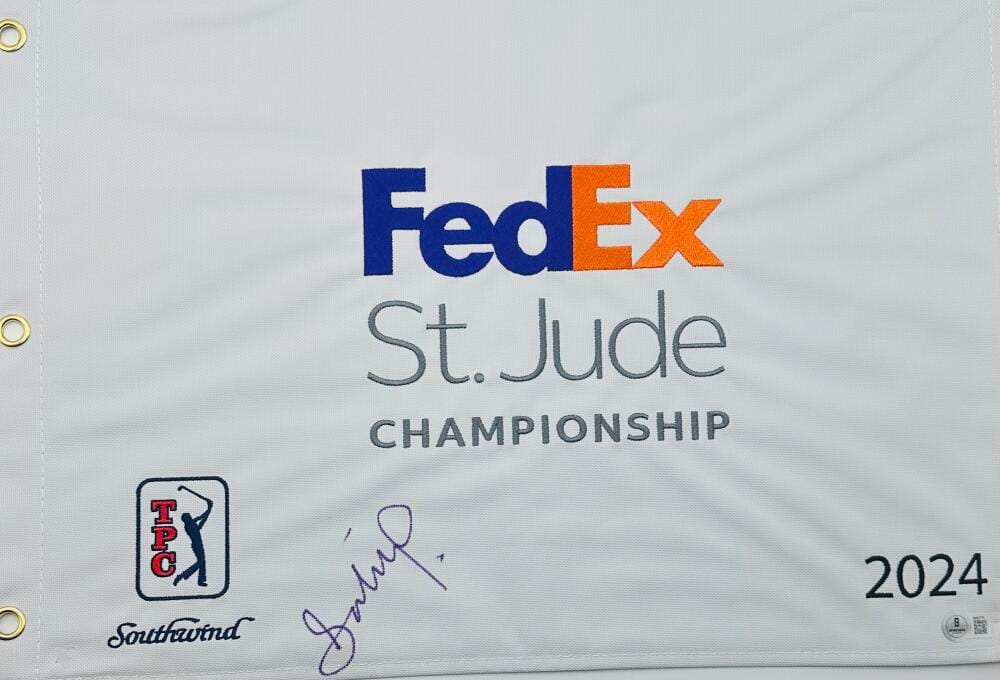 FedEx
St. Jude
CHAMPIONSHIP
TPC
Southwind
2024